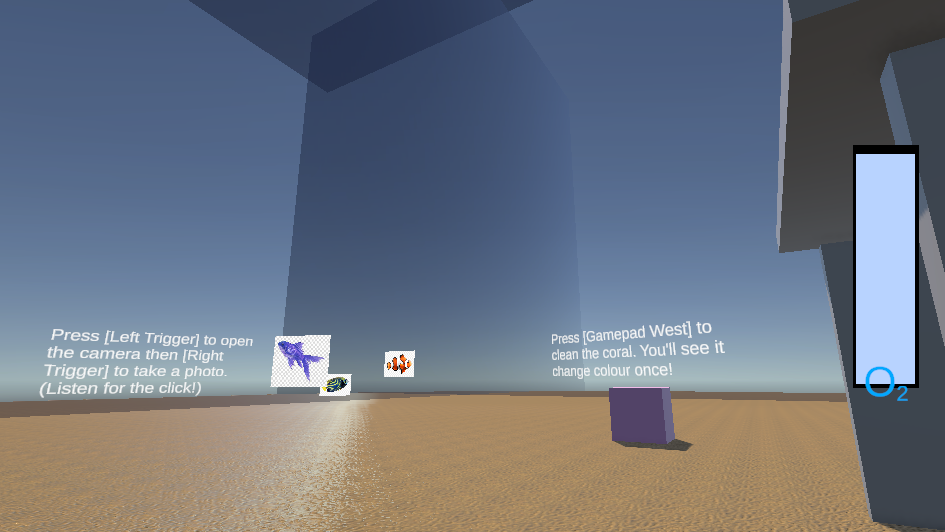 Press [Left Trigger] to open
the camera then [Right
Trigger] to take a photo.
(Listen for the click!)
Press [Gamepad West] to
clean the coral. You'll see it
change colour once!
O2